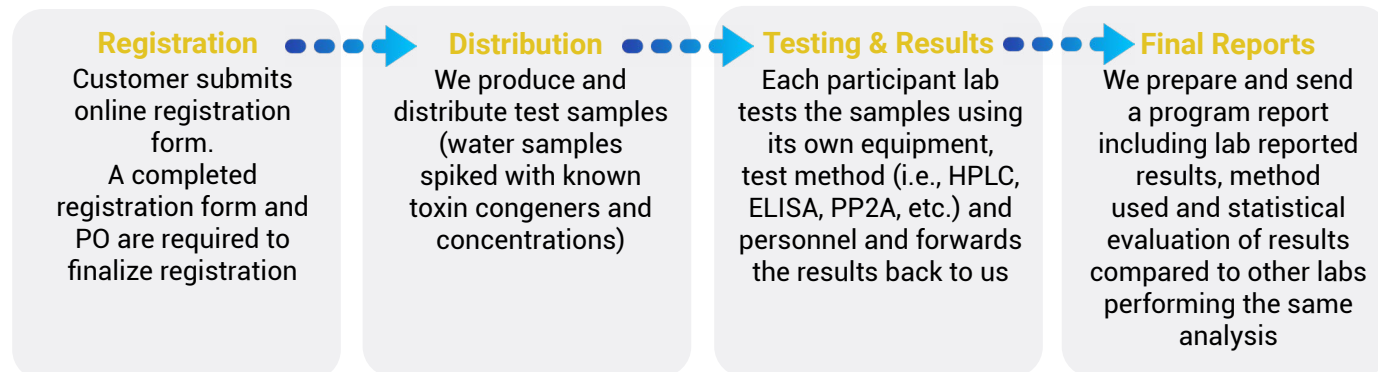 Registration
Customer submits
online registration
form.
A completed
registration form and
PO are required to
finalize registration
Distribution
We produce and
distribute test samples
(water samples
spiked with known
toxin congeners and
concentrations)
Testing & Results
Each participant lab
tests the samples using
its own equipment,
test method (i.e., HPLC,
ELISA, PP2A, etc.) and
personnel and forwards
the results back to us
Final Reports
We prepare and send
a program report
including lab reported
results, method
used and statistical
evaluation of results
compared to other labs
performing the same
analysis